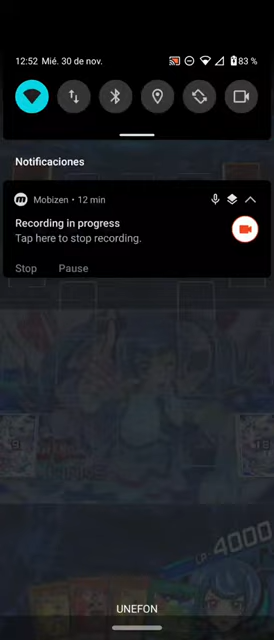 12:52 Mié. 30 de nov. 83 %
Notificaciones
Mobizen • 12 min
Recording in progress
Tap here to stop recording.
Stop Pause
LP: 4000
UNEFON